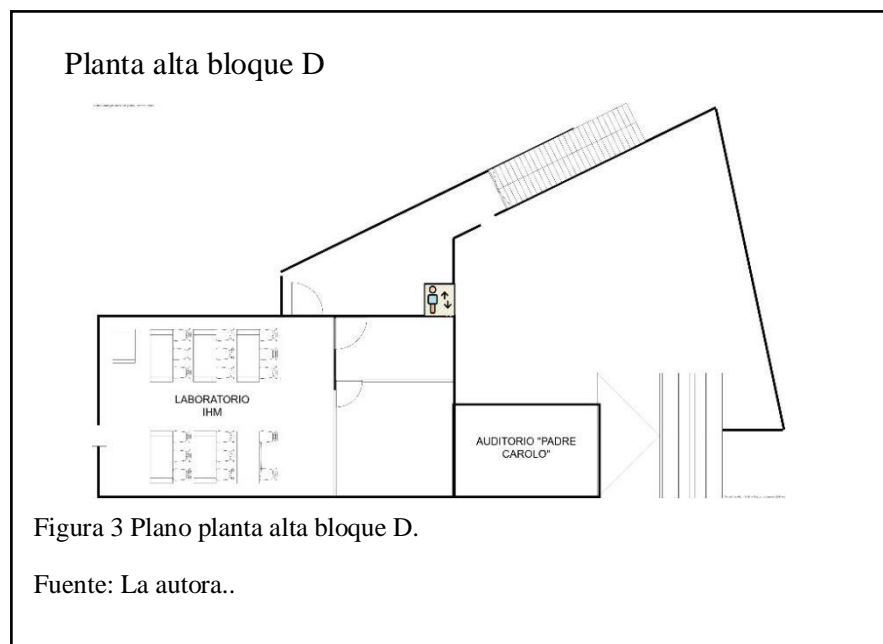 Planta alta bloque D
LABORATORIO
IHM
AUDITORIO "PADRE
CAROLO"
Figura 3 Plano planta alta bloque D.
Fuente: La autora..